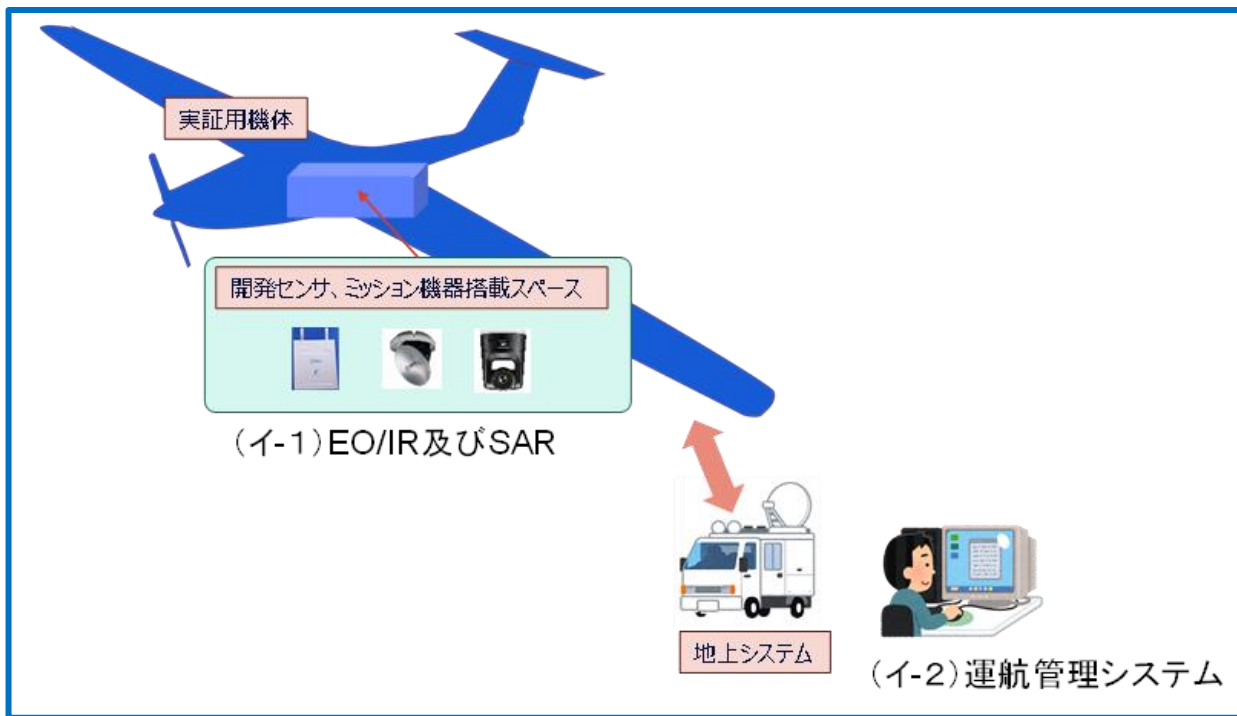 実証用機体
開発センサ、ミッション機器搭載スペース
（イ-１）EO/IR及びSAR
地上システム
（イ-２）運航管理システム